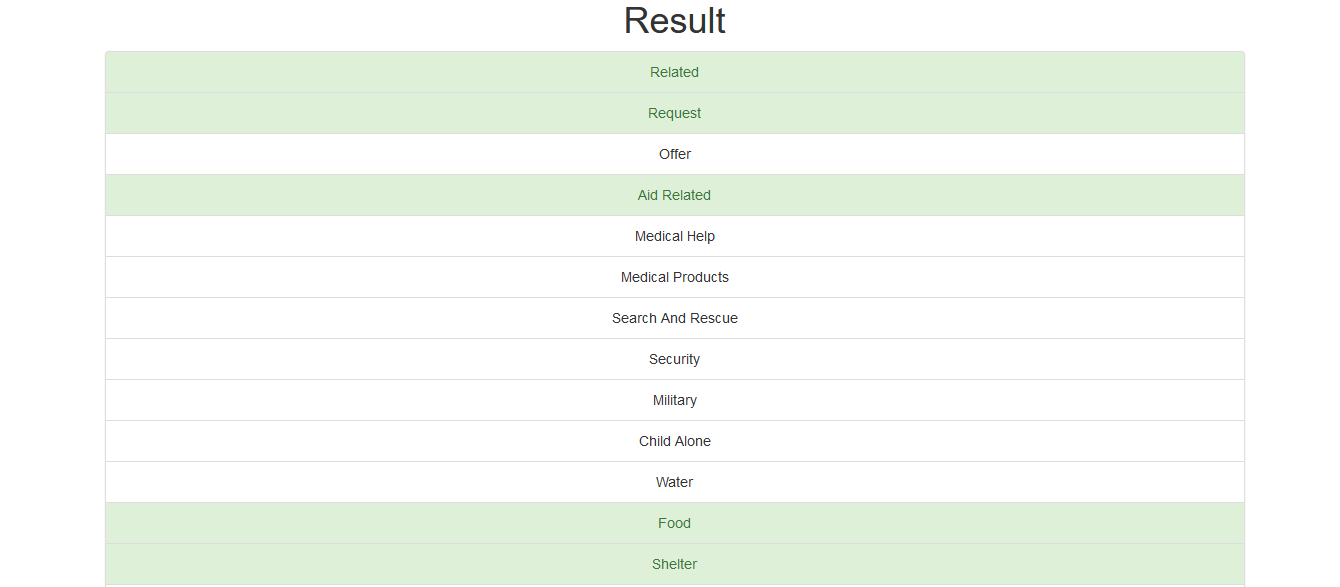 Result
Related
Request
Offer
Aid Related
Medical Help
Medical Products
Search And Rescue
Security
Military
Child Alone
Water
Food
Shelter